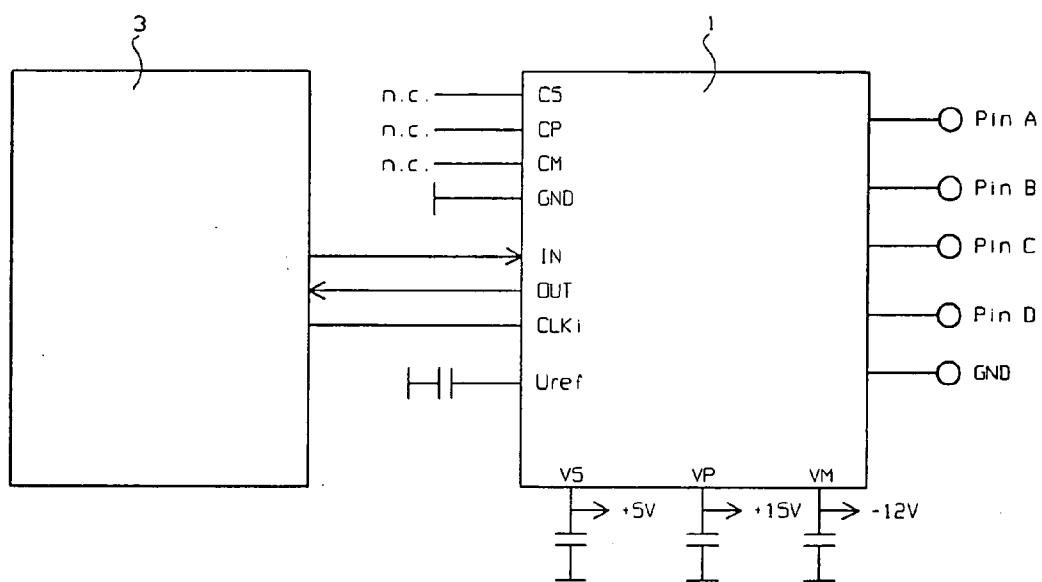 3
1
n.c. CS
n.c. CP
n.c. CM
GND
IN
OUT
CLKi
Uref
Pin A
Pin B
Pin C
Pin D
GND
VS VP VM
+5V +15V -12V